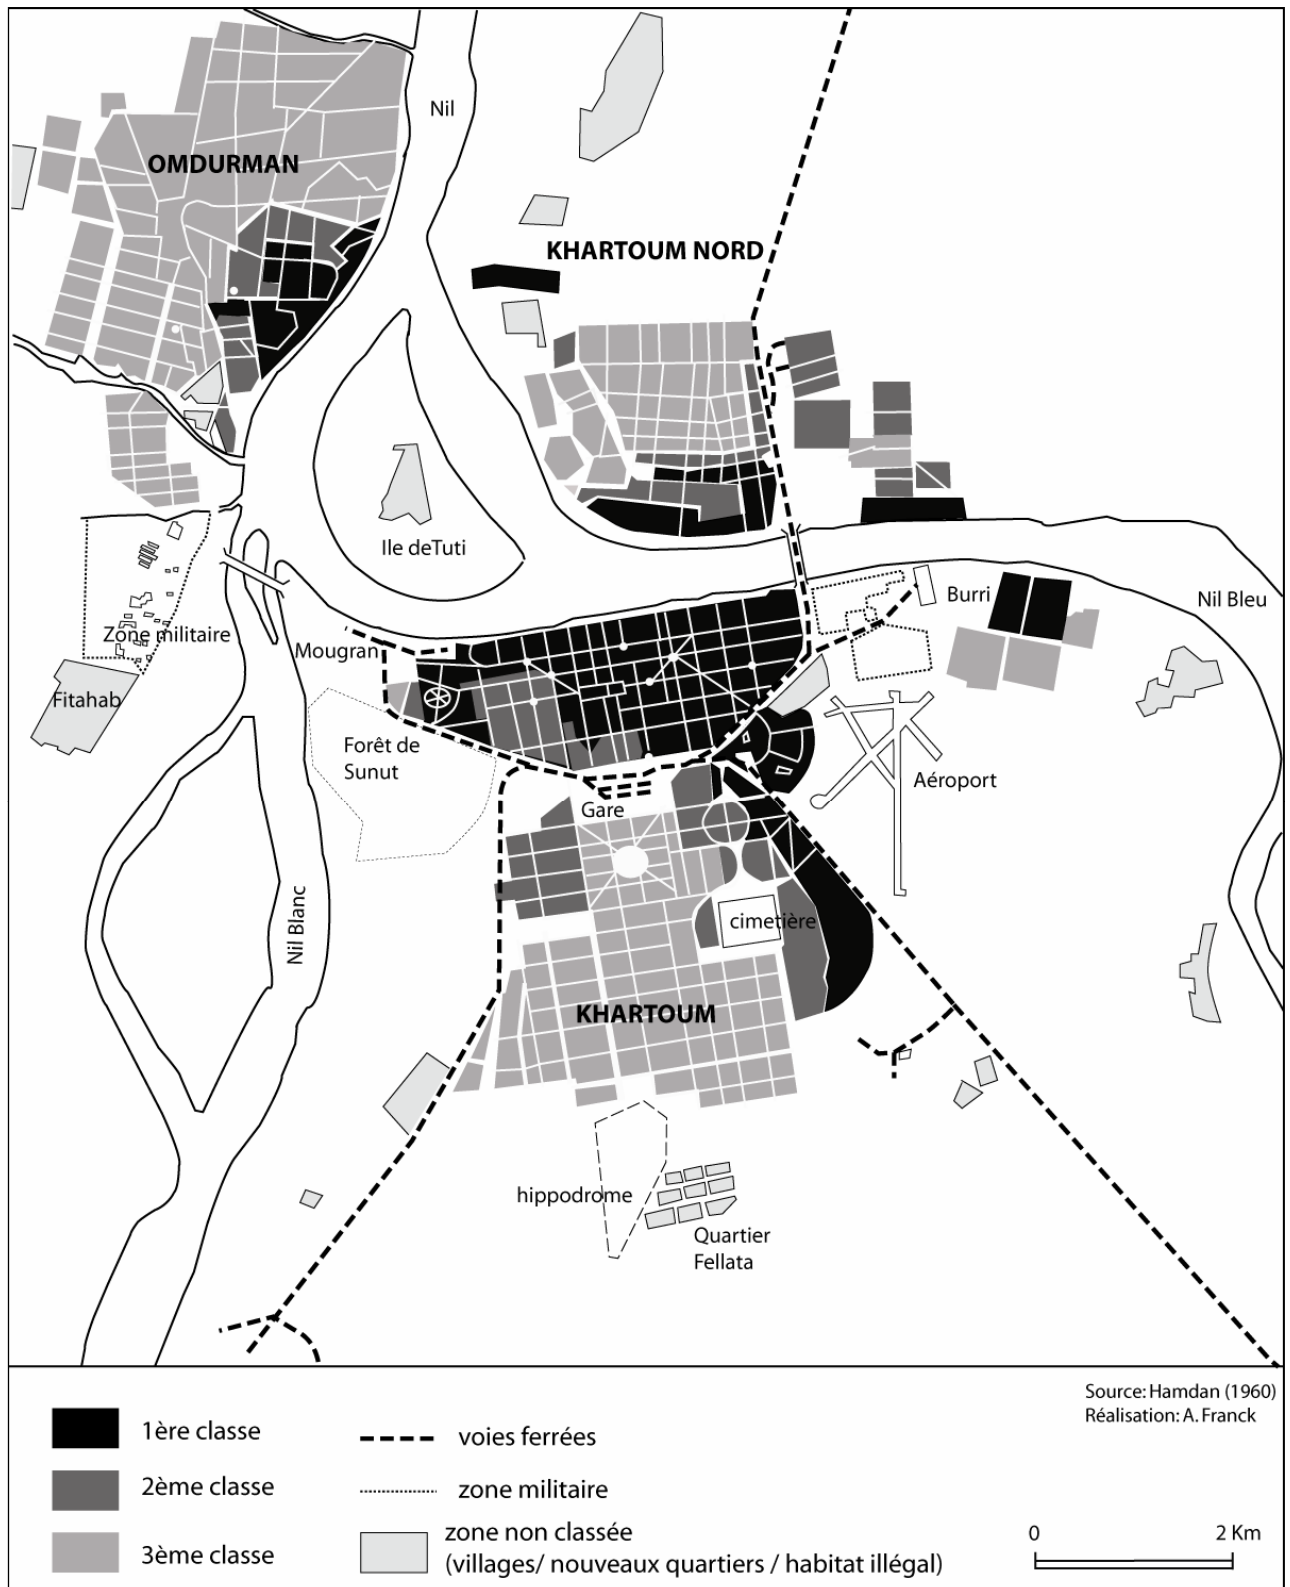 Nil
OMDURMAN
KHARTOUM NORD
Ile deTuti
Burri
Nil Bleu
Zone militaire
Mougran
Fitahab
Forêt de
Sunut
Aéroport
Gare
Nil Blanc
cimetière
KHARTOUM
hippodrome
Quartier
Fellata
Source: Hamdan (1960)
Réalisation: A. Franck
1ère classe
2ème classe
3ème classe
voies ferrées
zone militaire
zone non classée
(villages/ nouveaux quartiers / habitat illégal)
0 2 Km